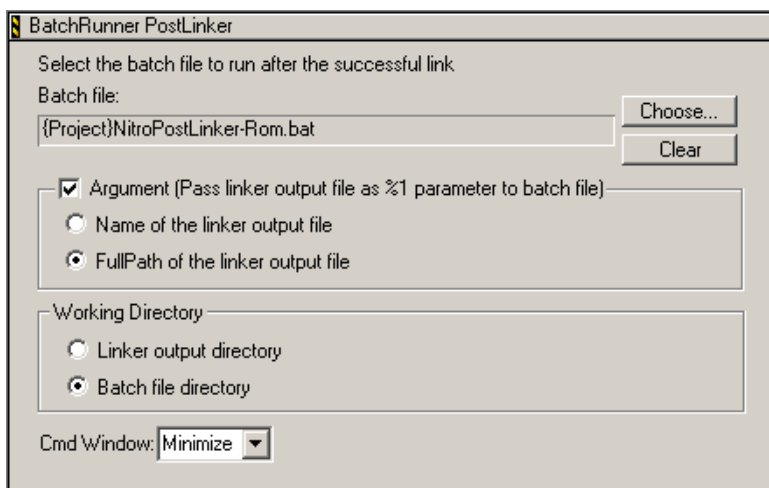 BatchRunner PostLinker
Select the batch file to run after the successful link
Batch file:
{Project}NitroPostLinker-Rom.bat
Choose...
Clear
Argument (Pass linker output file as %1 parameter to batch file)
Name of the linker output file
FullPath of the linker output file
Working Directory
Linker output directory
Batch file directory
Cmd Window: Minimize